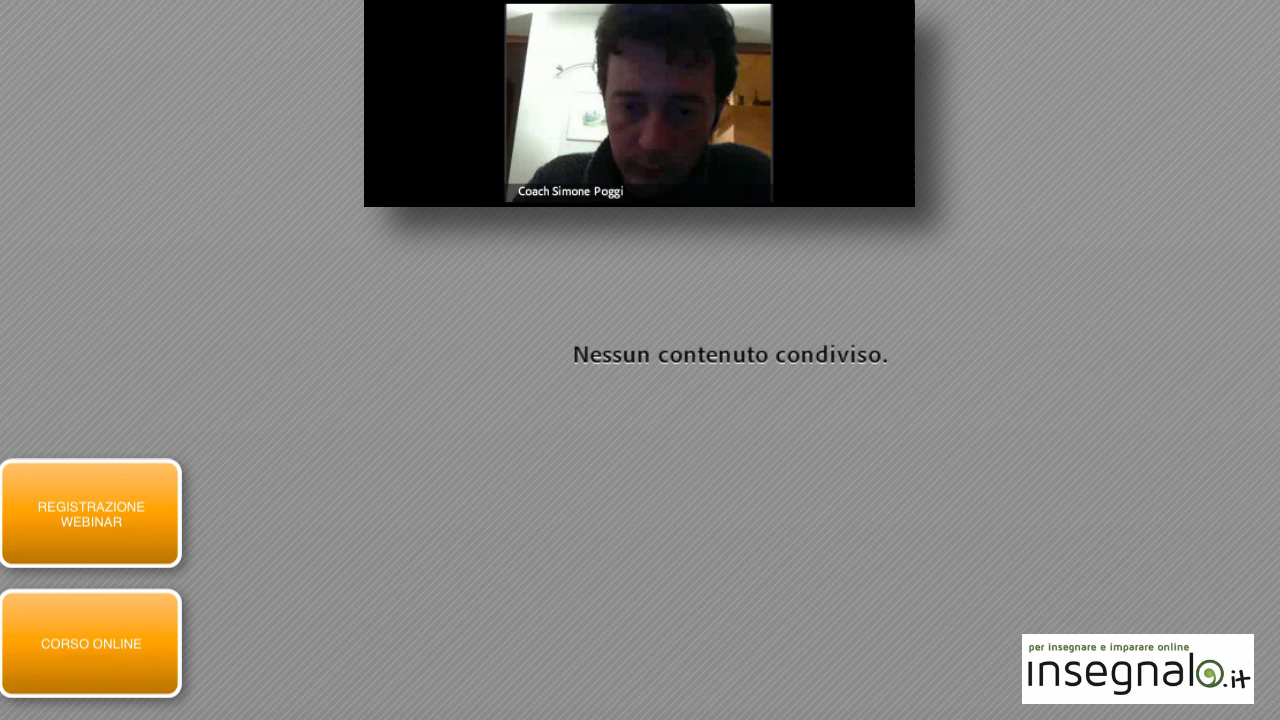 Coach Simone Poggi
Nessun contenuto condiviso.
REGISTRAZIONE
WEBINAR
CORSO ONLINE
per insegnare e imparare online
insegnalo.it